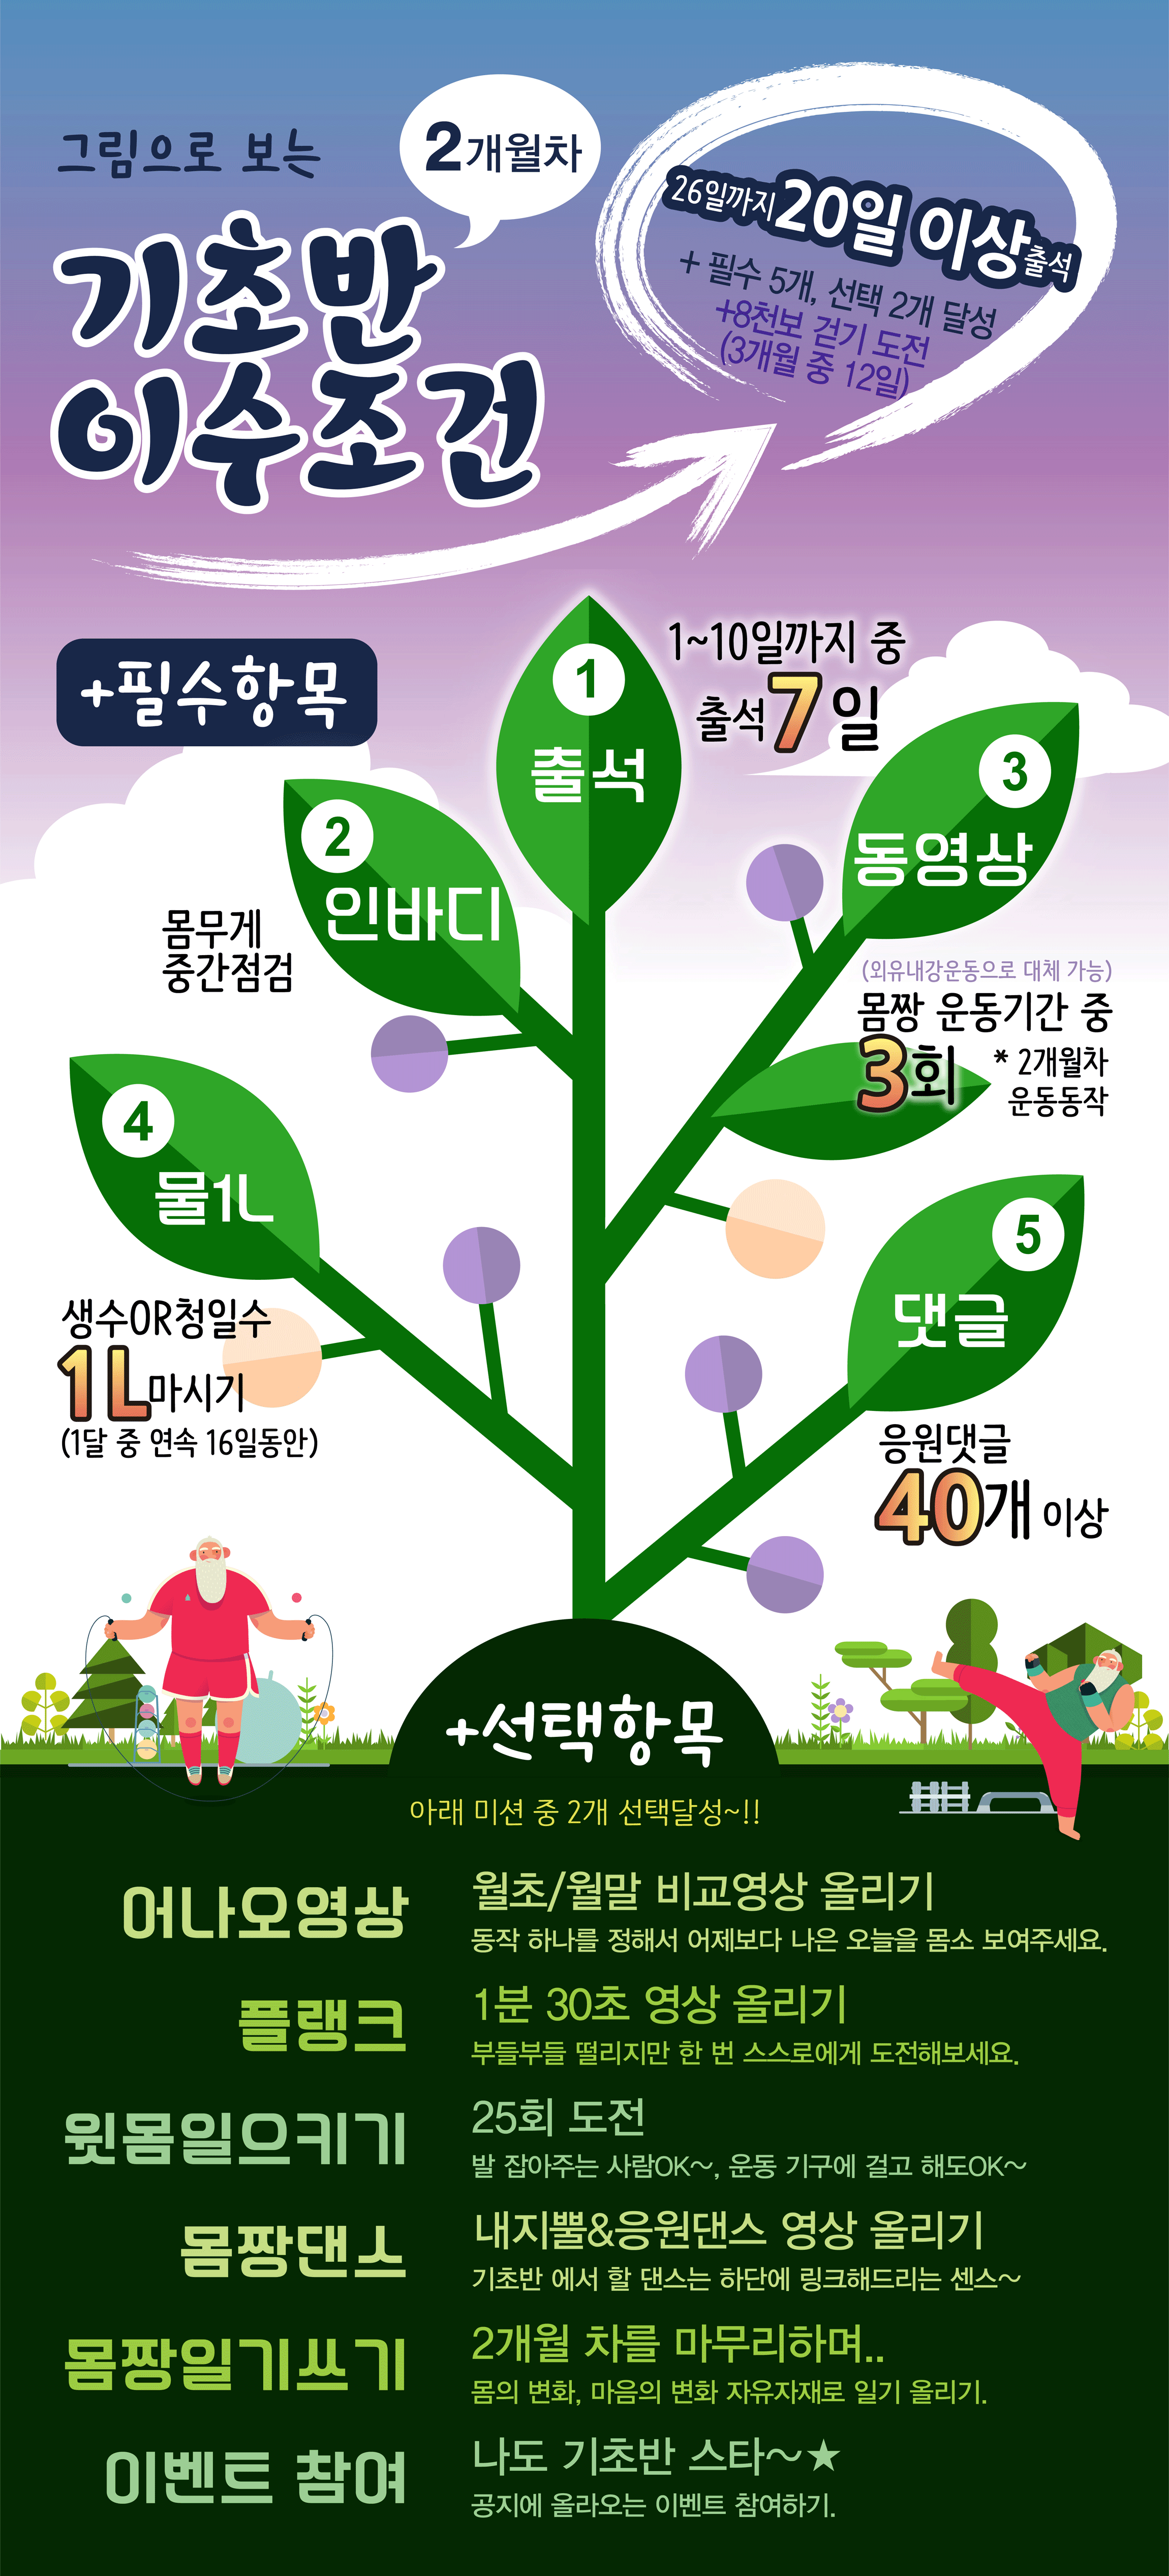 그림으로 보는
2개월차
기초반
이수조건
26일까지 20일 이상 출석
+ 필수 5개, 선택 2개 달성
+8천보 걷기 도전
(3개월 중 12일)
+필수항목
1
출석
1~10일까지 중
출석 7일
2
인바디
몸무게
중간점검
3
동영상
(외유내강운동으로 대체 가능)
몸짱 운동기간 중
3회
* 2개월차
운동동작
4
물1L
생수OR청일수
1L마시기
(1달 중 연속 16일동안)
5
댓글
응원댓글
40개 이상
+선택항목
아래 미션 중 2개 선택달성~!!
어나오영상
월초/월말 비교영상 올리기
동작 하나를 정해서 어제보다 나은 오늘을 몸소 보여주세요.
플랭크
1분 30초 영상 올리기
부들부들 떨리지만 한 번 스스로에게 도전해보세요.
윗몸일으키기
25회 도전
발 잡아주는 사람OK~, 운동 기구에 걸고 해도OK~
몸짱댄스
내지뿔&응원댄스 영상 올리기
기초반 에서 할 댄스는 하단에 링크해드리는 센스~
몸짱일기쓰기
2개월 차를 마무리하며..
몸의 변화, 마음의 변화 자유자재로 일기 올리기.
이벤트 참여
나도 기초반 스타~★
공지에 올라오는 이벤트 참여하기.